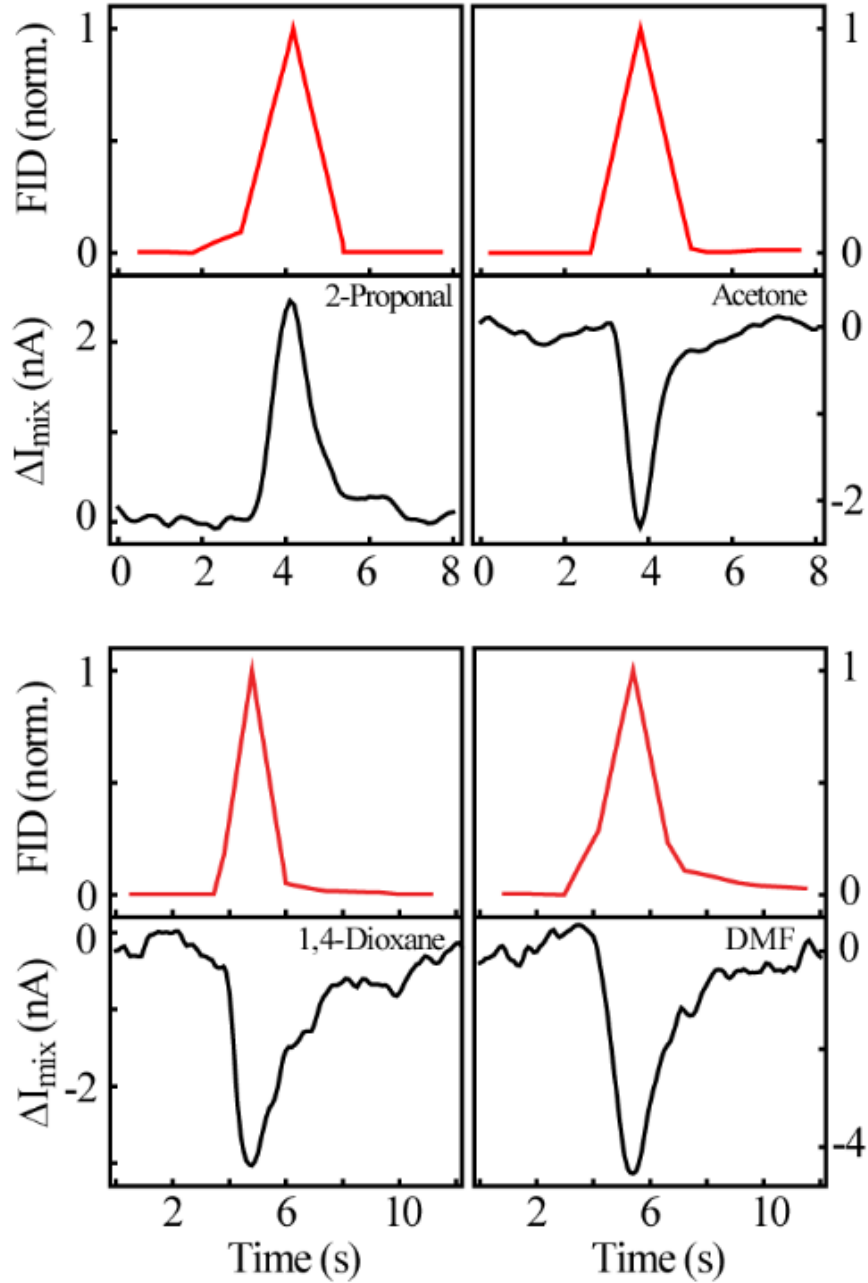 FID (norm.)
1
0
1
0
ΔI_mix (nA)
2
0
2-Proponal
Acetone
0
-2
0 2 4 6 8
0 2 4 6 8
FID (norm.)
1
0
1
0
ΔI_mix (nA)
0
-2
1,4-Dioxane
DMF
0
-4
2 6 10
2 6 10
Time (s)
Time (s)